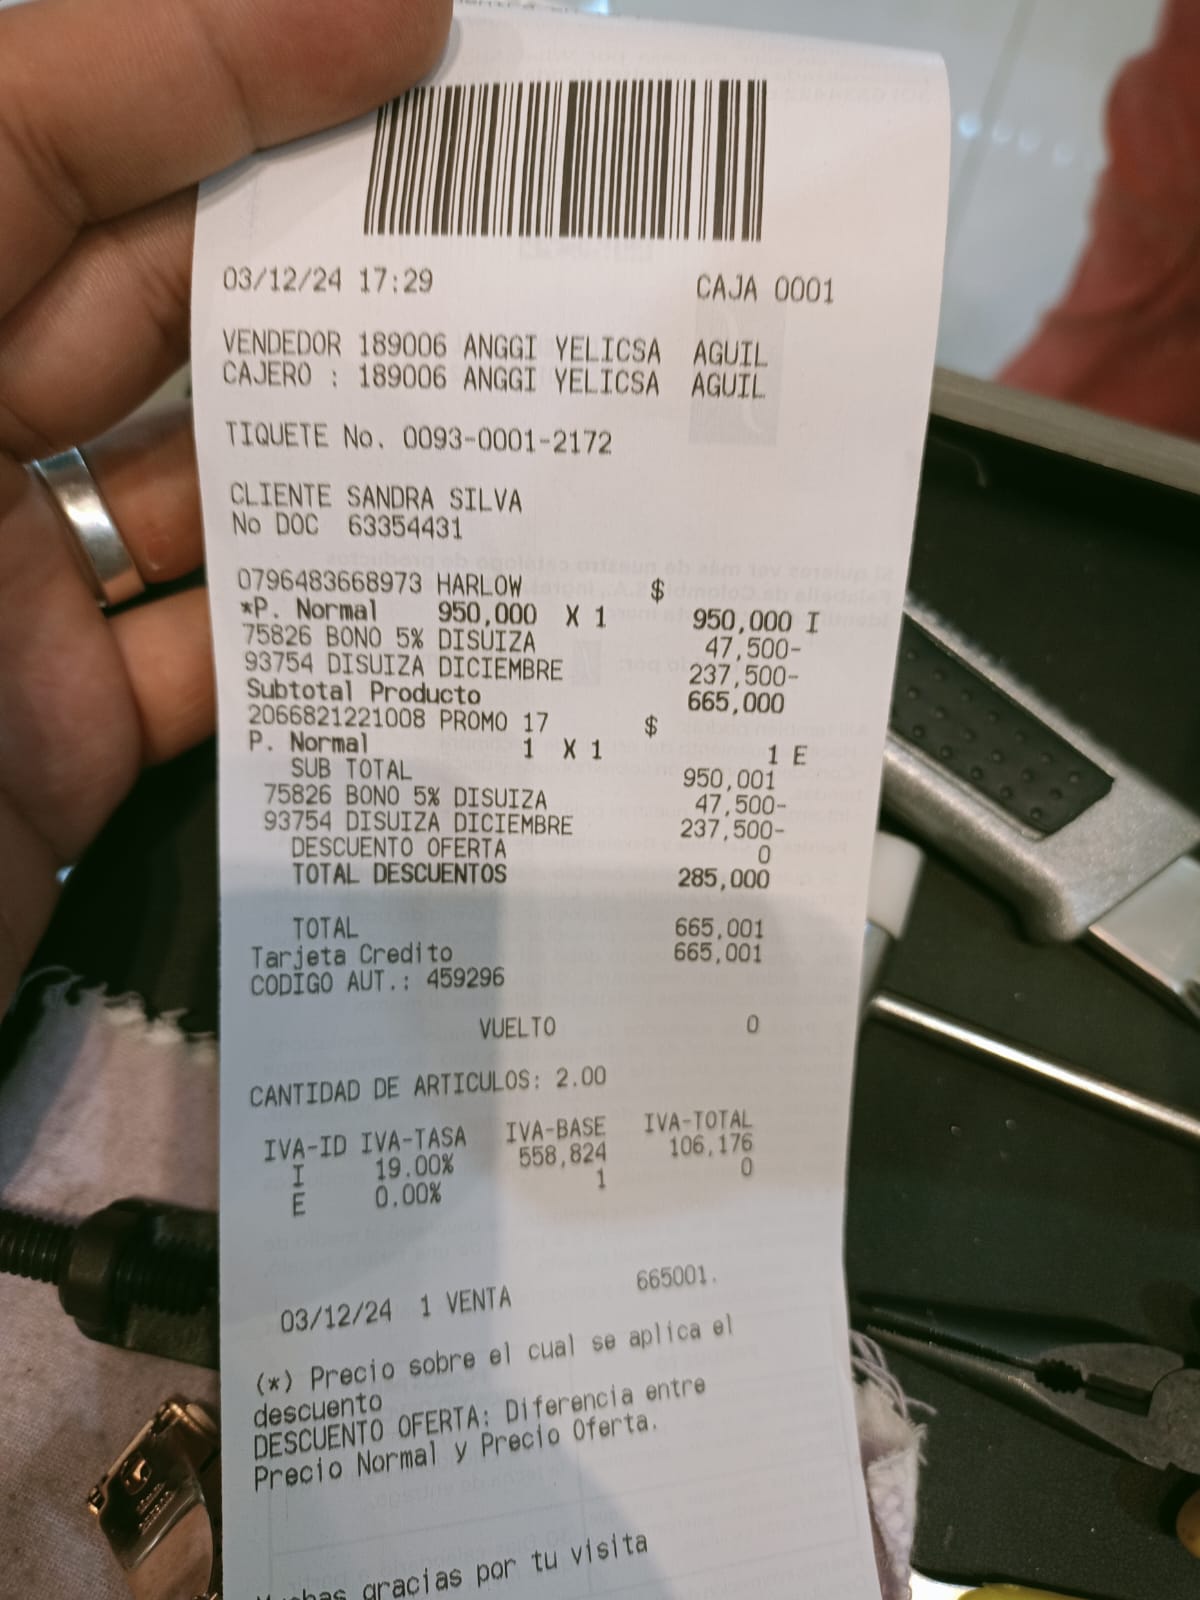 03/12/24 17:29 CAJA 0001
VENDEDOR 189006 ANGGI YELICSA AGUIL
CAJERO : 189006 ANGGI YELICSA AGUIL
TIQUETE No. 0093-0001-2172
CLIENTE SANDRA SILVA
No DOC 63354431
0796483668973 HARLOW $
*P. Normal 950,000 X 1 950,000 I
75826 BONO 5% DISUIZA 47,500-
93754 DISUIZA DICIEMBRE 237,500-
Subtotal Producto 665,000
2066821221008 PROMO 17 $
P. Normal 1 X 1 1 E
SUB TOTAL 950,001
75826 BONO 5% DISUIZA 47,500-
93754 DISUIZA DICIEMBRE 237,500-
DESCUENTO OFERTA 0
TOTAL DESCUENTOS 285,000
TOTAL 665,001
Tarjeta Credito 665,001
CODIGO AUT.: 459296
VUELTO 0
CANTIDAD DE ARTICULOS: 2.00
IVA-ID IVA-TASA IVA-BASE IVA-TOTAL
I 19.00% 558,824 106,176
E 0.00% 1 0
03/12/24 1 VENTA 665001.
(*) Precio sobre el cual se aplica el
descuento
DESCUENTO OFERTA: Diferencia entre
Precio Normal y Precio Oferta.
gracias por tu visita